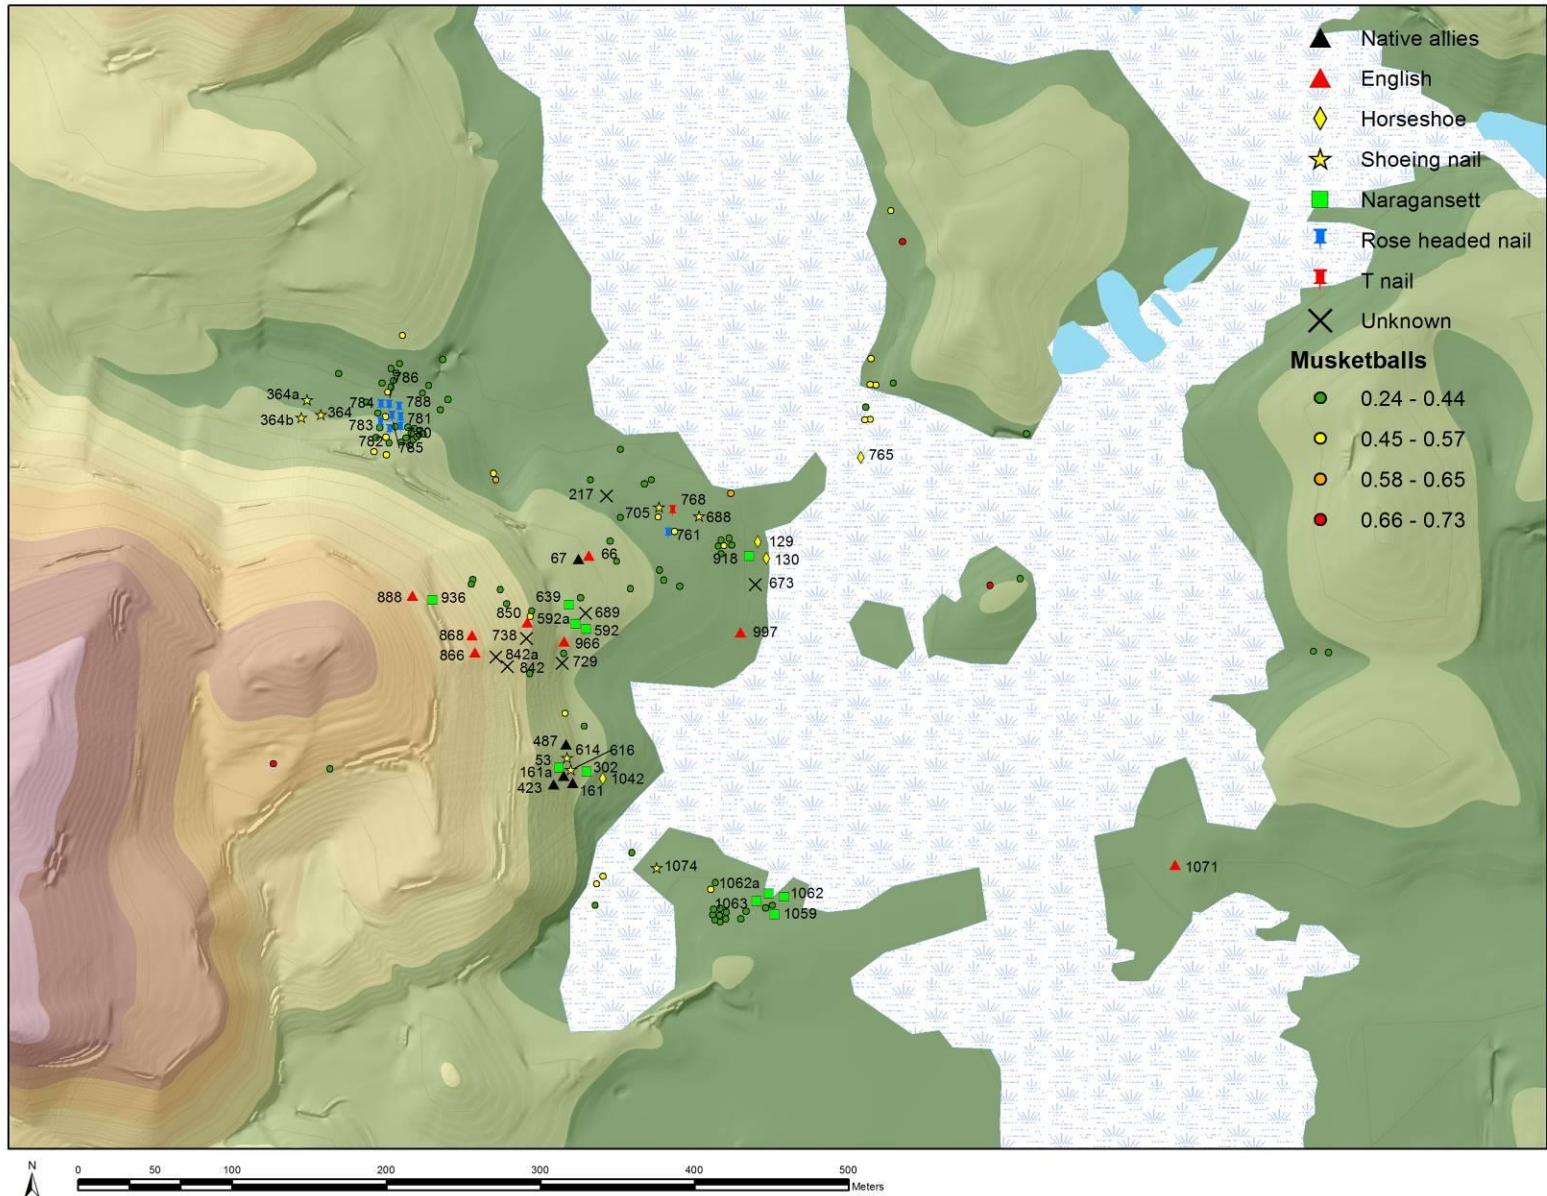 Native allies
English
Horseshoe
Shoeing nail
Naragansett
Rose headed nail
T nail
Unknown
Musketballs
0.24 - 0.44
0.45 - 0.57
0.58 - 0.65
0.66 - 0.73
786
364a
784 788
364
364b 783 781
782
785
765
217 768
705 688
761
129
918 130
67 66
673
888 936 639
850 592a 689
592
868 738 966 997
866 842a 729
842
487 614 616
53 302
161a 1042
423 161
1074 1071
1062a 1062
1063 1059
N
0 50 100 200 300 400 500
Meters